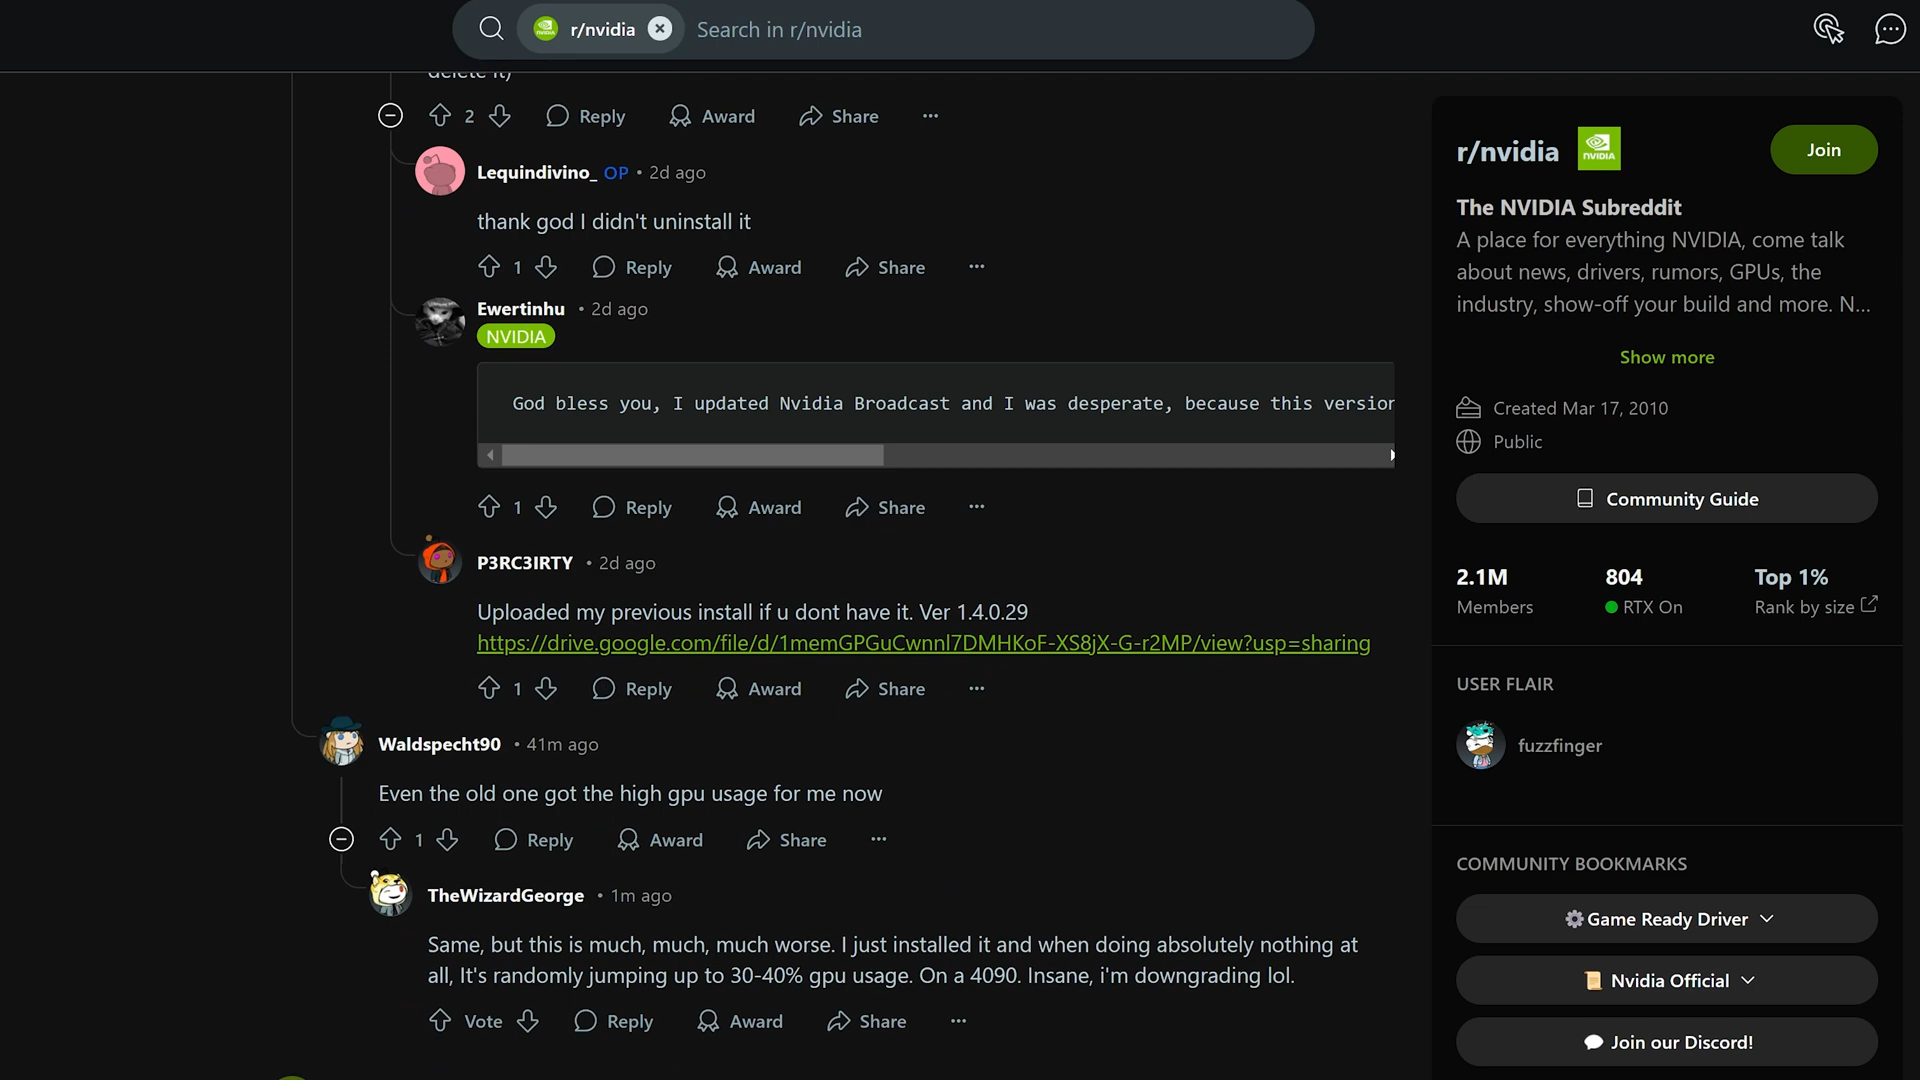 r/nvidia
Search in r/nvidia
delete it)
2 Reply Award Share
Lequindivino_ OP • 2d ago
thank god I didn't uninstall it
1 Reply Award Share
Ewertinhu • 2d ago
NVIDIA
God bless you, I updated Nvidia Broadcast and I was desperate, because this version
1 Reply Award Share
P3RC3IRTY • 2d ago
Uploaded my previous install if u dont have it. Ver 1.4.0.29
https://drive.google.com/file/d/1memGPGuCwnnl7DMHKoF-XS8jX-G-r2MP/view?usp=sharing
1 Reply Award Share
Waldspecht90 • 41m ago
Even the old one got the high gpu usage for me now
1 Reply Award Share
TheWizardGeorge • 1m ago
Same, but this is much, much, much worse. I just installed it and when doing absolutely nothing at
all, It's randomly jumping up to 30-40% gpu usage. On a 4090. Insane, i'm downgrading lol.
Vote Reply Award Share
r/nvidia NVIDIA Join
The NVIDIA Subreddit
A place for everything NVIDIA, come talk
about news, drivers, rumors, GPUs, the
industry, show-off your build and more. N...
Show more
Created Mar 17, 2010
Public
Community Guide
2.1M 804 Top 1%
Members RTX On Rank by size
USER FLAIR
fuzzfinger
COMMUNITY BOOKMARKS
Game Ready Driver
Nvidia Official
Join our Discord!